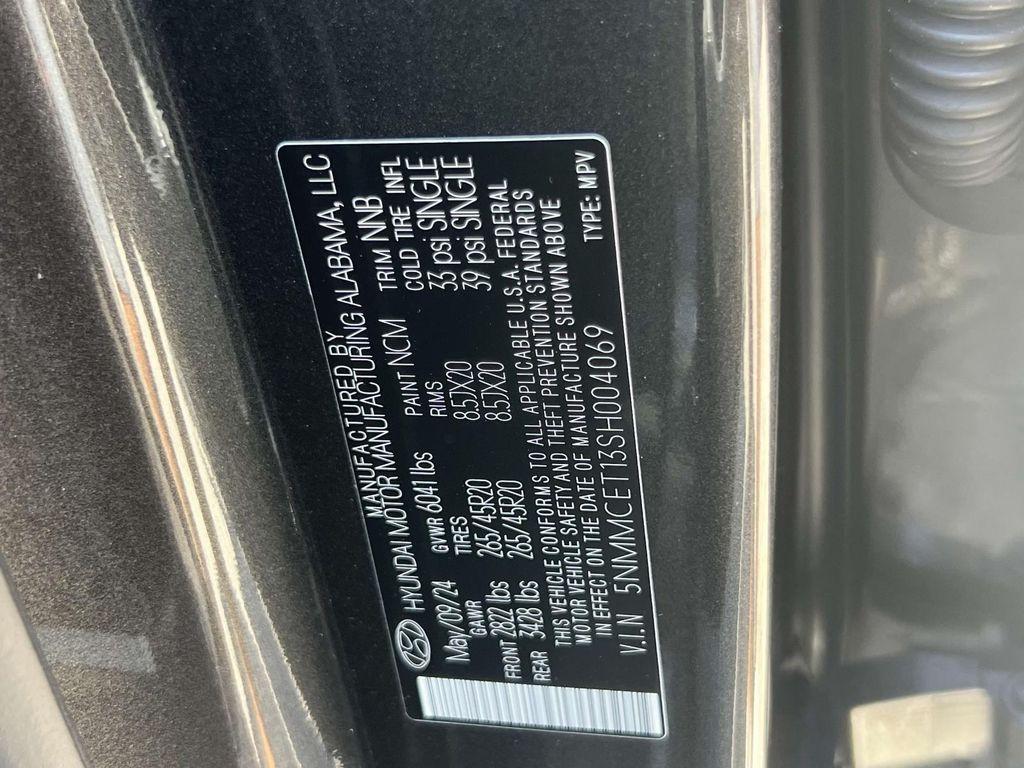 MANUFACTURED BY
HYUNDAI MOTOR MANUFACTURING ALABAMA, LLC
May/09/24 GVWR 6041 lbs PAINT NCM TRIM NNB
GAWR TIRES RIMS COLD TIRE INFL
FRONT 2822 lbs 265/45R20 8.5JX20 33 psi SINGLE
REAR 3428 lbs 265/45R20 8.5JX20 39 psi SINGLE
THIS VEHICLE CONFORMS TO ALL APPLICABLE U.S.A. FEDERAL
MOTOR VEHICLE SAFETY AND THEFT PREVENTION STANDARDS
IN EFFECT ON THE DATE OF MANUFACTURE SHOWN ABOVE
V.I.N 5NMMCET13SH004069 TYPE: MPV